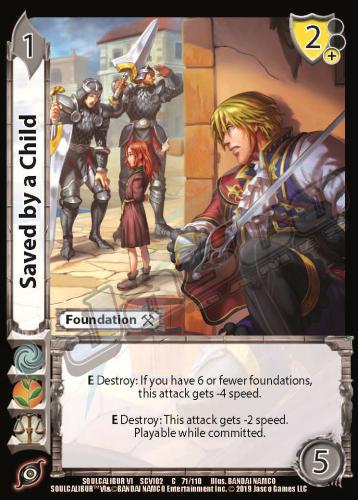 1
2
+
Saved by a Child
Foundation
E Destroy: If you have 6 or fewer foundations,
this attack gets -4 speed.
E Destroy: This attack gets -2 speed.
Playable while committed.
5
SOULCALIBUR VI SCVI02 C 71/110 Illus. BANDAI NAMCO
SOULCALIBUR™VI&©BANDAI NAMCO Entertainment Inc. © 2019 Jasco Games LLC